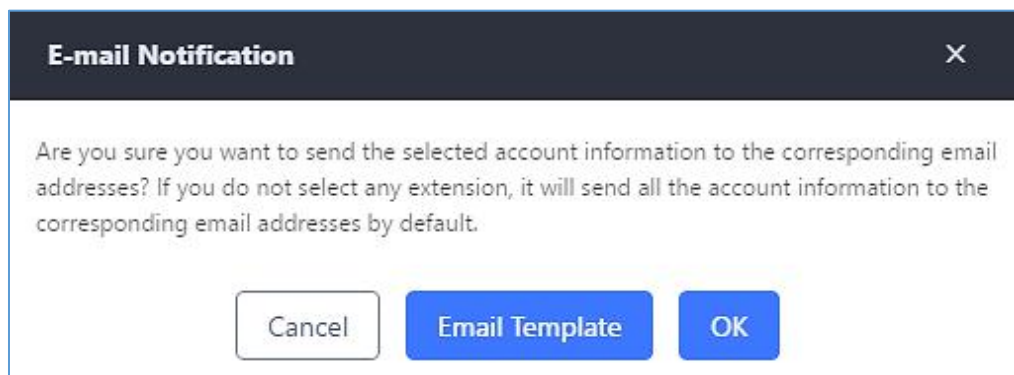 E-mail Notification
Are you sure you want to send the selected account information to the corresponding email
addresses? If you do not select any extension, it will send all the account information to the
corresponding email addresses by default.
Cancel Email Template OK